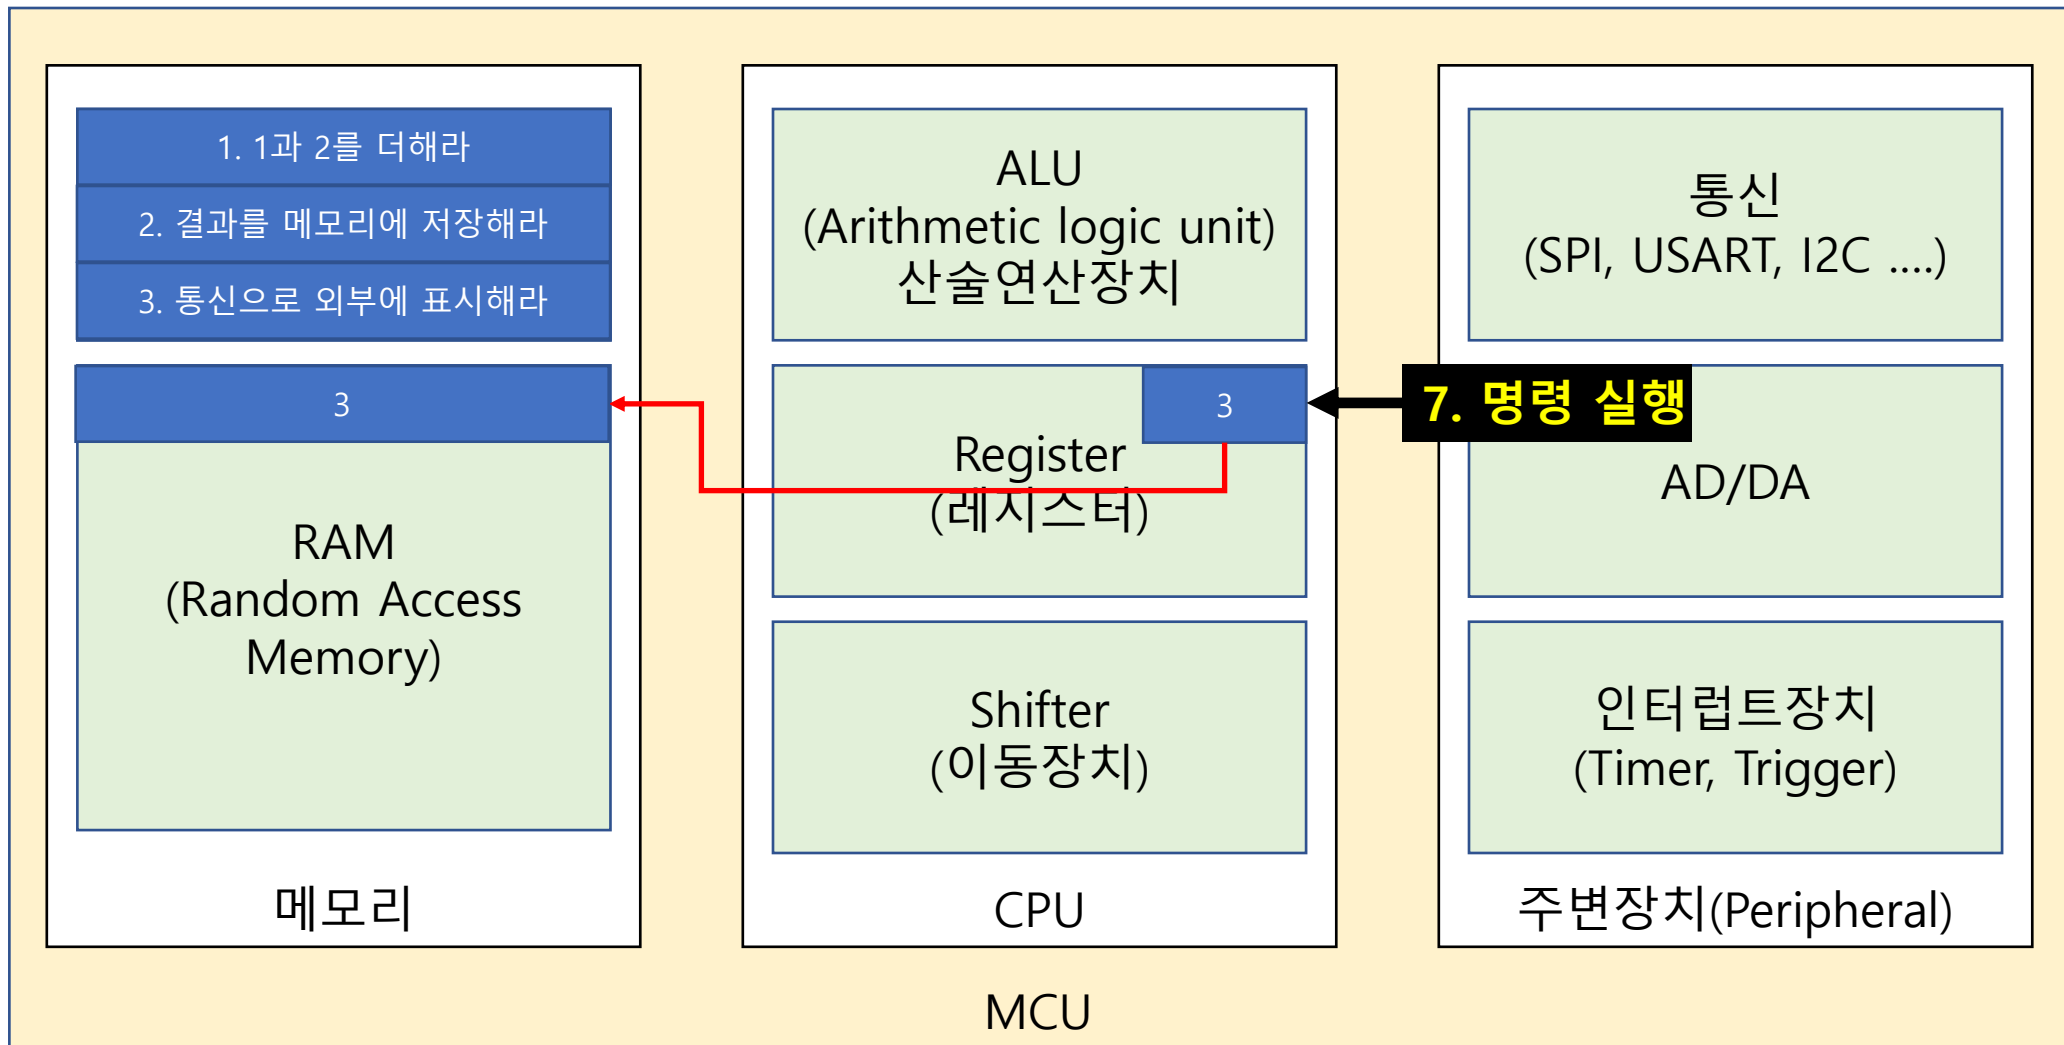 1. 1과 2를 더해라
2. 결과를 메모리에 저장해라
3. 통신으로 외부에 표시해라
3
RAM
(Random Access
Memory)
메모리
ALU
(Arithmetic logic unit)
산술연산장치
3
Register
(레지스터)
Shifter
(이동장치)
CPU
통신
(SPI, USART, I2C ....)
7. 명령 실행
AD/DA
인터럽트장치
(Timer, Trigger)
주변장치(Peripheral)
MCU